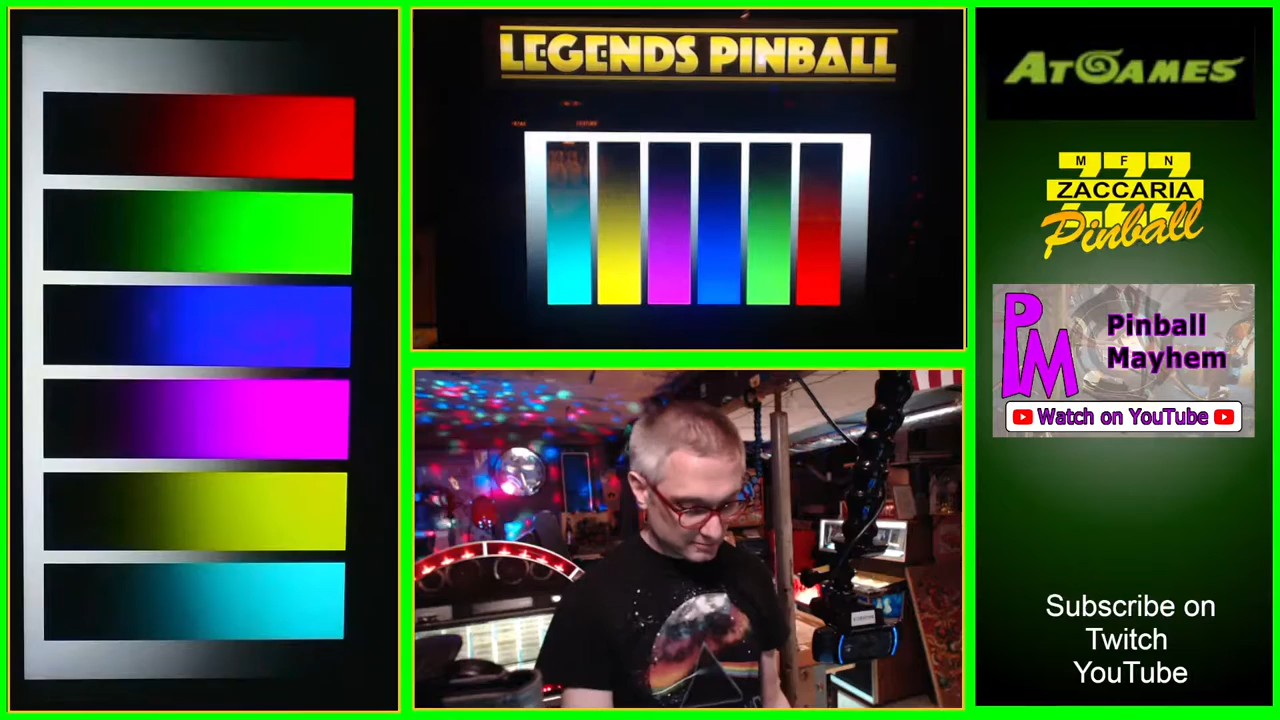 LEGENDS PINBALL
ATGAMES
M F N
ZACCARIA
Pinball
PM
Pinball
Mayhem
Watch on YouTube
Subscribe on
Twitch
YouTube